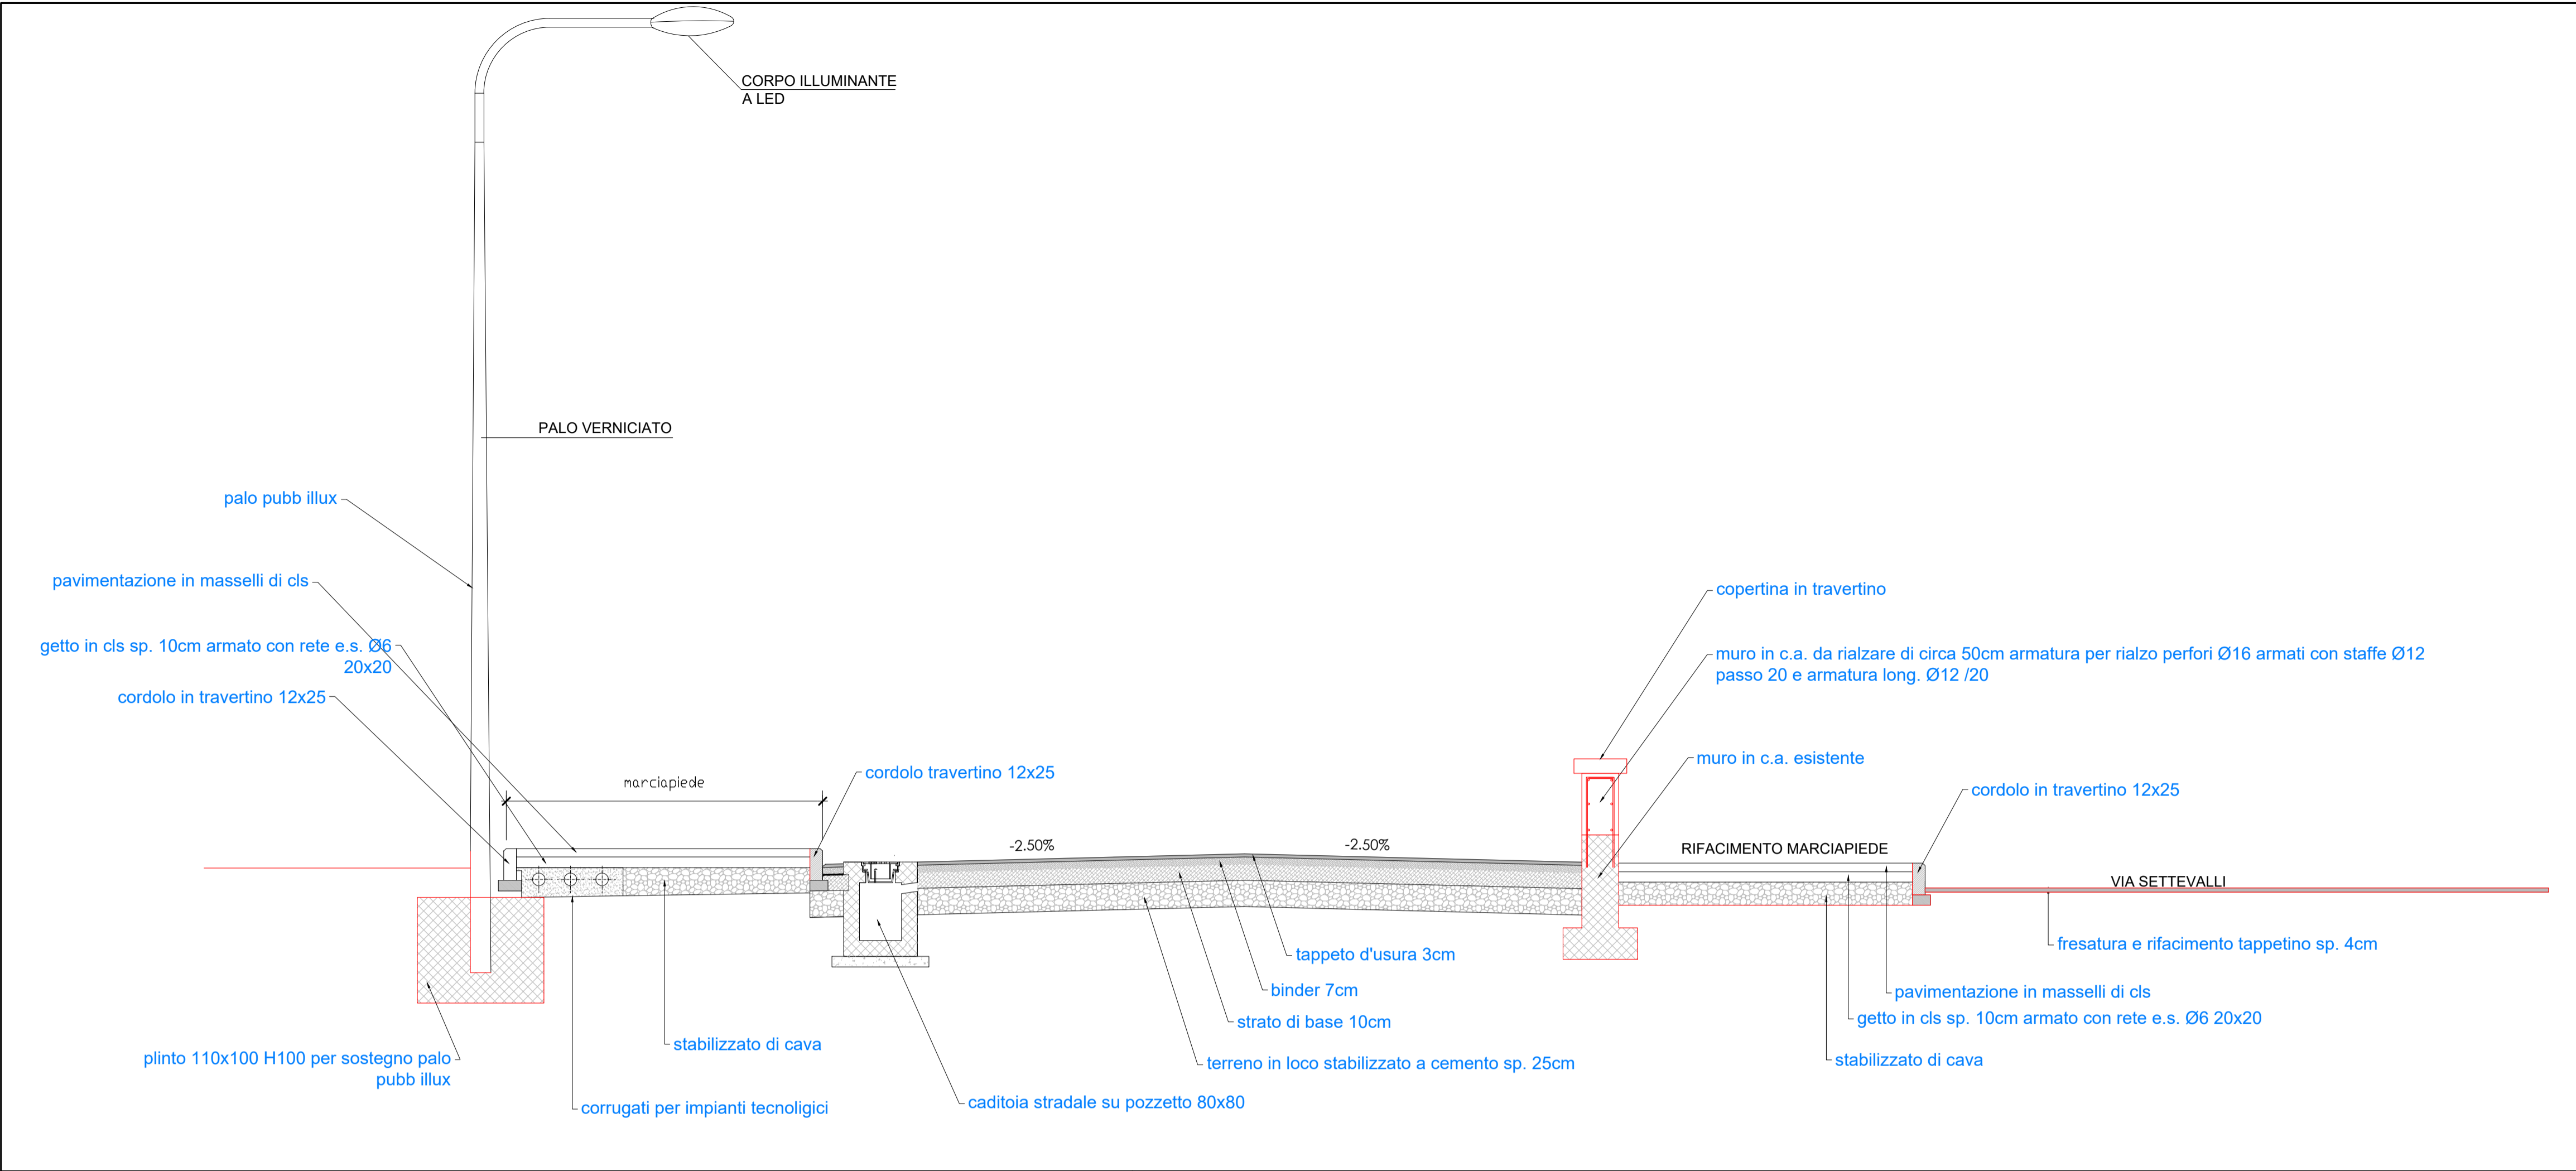 CORPO ILLUMINANTE
A LED
PALO VERNICIATO
palo pubb illux
pavimentazione in masselli di cls
getto in cls sp. 10cm armato con rete e.s. Ø6
20x20
cordolo in travertino 12x25
marciapiede
cordolo travertino 12x25
-2.50%
-2.50%
copertina in travertino
muro in c.a. da rialzare di circa 50cm armatura per rialzo perfori Ø16 armati con staffe Ø12
passo 20 e armatura long. Ø12 /20
muro in c.a. esistente
cordolo in travertino 12x25
RIFACIMENTO MARCIAPIEDE
VIA SETTEVALLI
fresatura e rifacimento tappetino sp. 4cm
pavimentazione in masselli di cls
getto in cls sp. 10cm armato con rete e.s. Ø6 20x20
stabilizzato di cava
tappeto d'usura 3cm
binder 7cm
strato di base 10cm
terreno in loco stabilizzato a cemento sp. 25cm
caditoia stradale su pozzetto 80x80
stabilizzato di cava
corrugati per impianti tecnoligici
plinto 110x100 H100 per sostegno palo
pubb illux